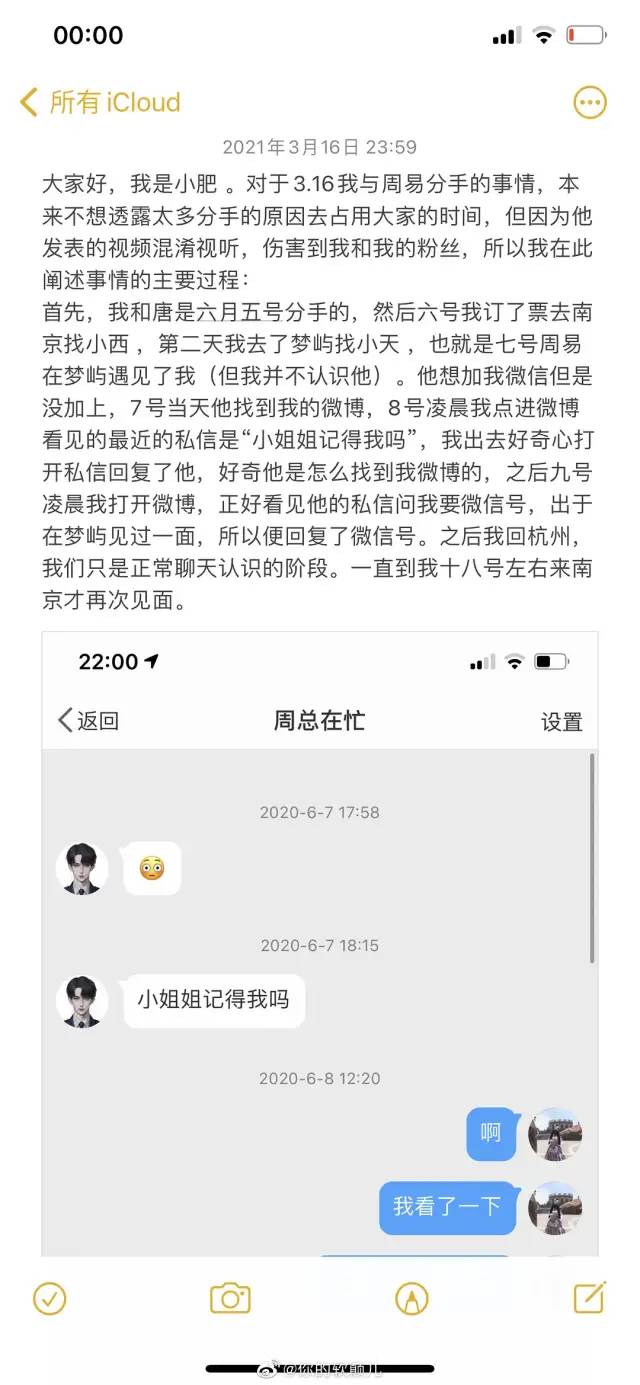 00:00
所有 iCloud
2021年3月16日 23:59
大家好，我是小肥 。对于3.16我与周易分手的事情，本
来不想透露太多分手的原因去占用大家的时间，但因为他
发表的视频混淆视听，伤害到我和我的粉丝，所以我在此
阐述事情的主要过程：
首先，我和唐是六月五号分手的，然后六号我订了票去南
京找小西 ，第二天我去了梦屿找小天 ，也就是七号周易
在梦屿遇见了我（但我并不认识他）。他想加我微信但是
没加上，7号当天他找到我的微博，8号凌晨我点进微博
看见的最近的私信是“小姐姐记得我吗”，我出去好奇心打
开私信回复了他，好奇他是怎么找到我微博的，之后九号
凌晨我打开微博，正好看见他的私信问我要微信号，出于
在梦屿见过一面，所以便回复了微信号。之后我回杭州，
我们只是正常聊天认识的阶段。一直到我十八号左右来南
京才再次见面。
22:00
返回 周总在忙 设置
2020-6-7 17:58
2020-6-7 18:15
小姐姐记得我吗
2020-6-8 12:20
啊
我看了一下